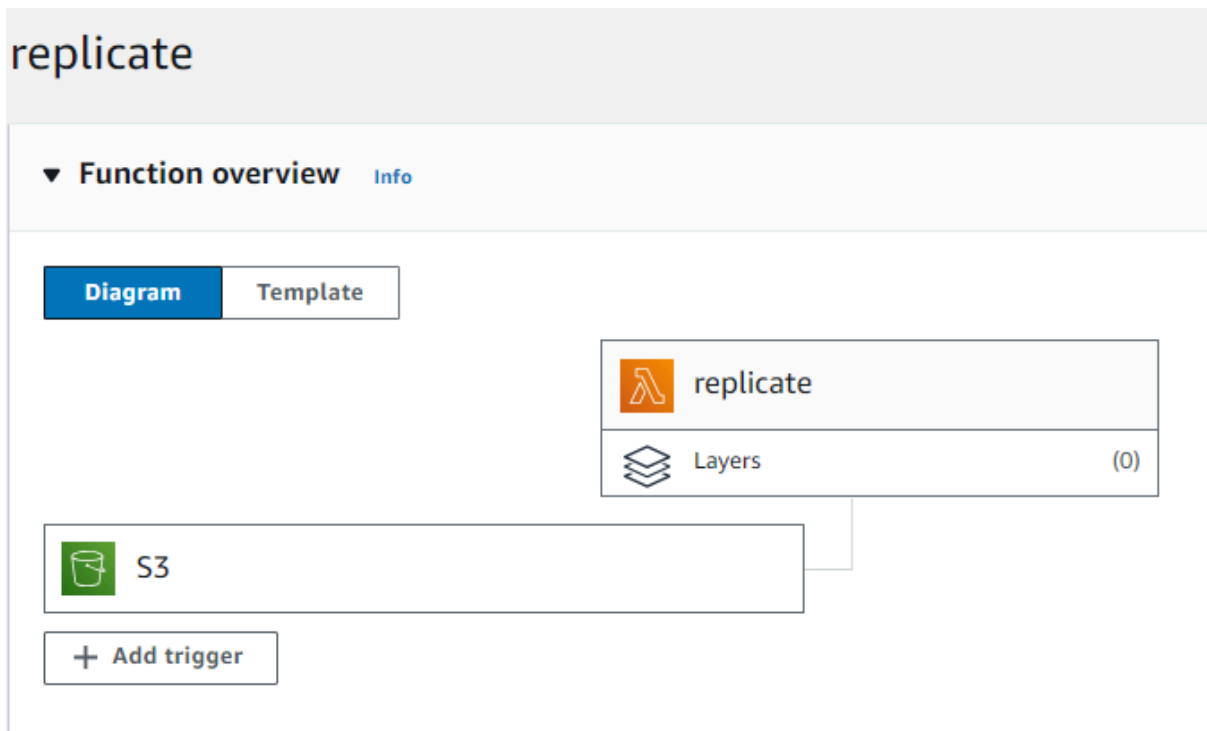 replicate
Function overview Info
Diagram Template
replicate
Layers (0)
S3
Add trigger